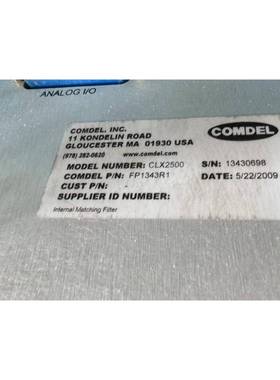 ANALOG I/O
COMDEL, INC.
11 KONDELIN ROAD
GLOUCESTER MA 01930 USA
(978) 282-0620 www.comdel.com
COMDEL
MODEL NUMBER: CLX2500 S/N: 13430698
COMDEL P/N: FP1343R1 DATE: 5/22/2009
CUST P/N:
SUPPLIER ID NUMBER:
Internal Matching Filter